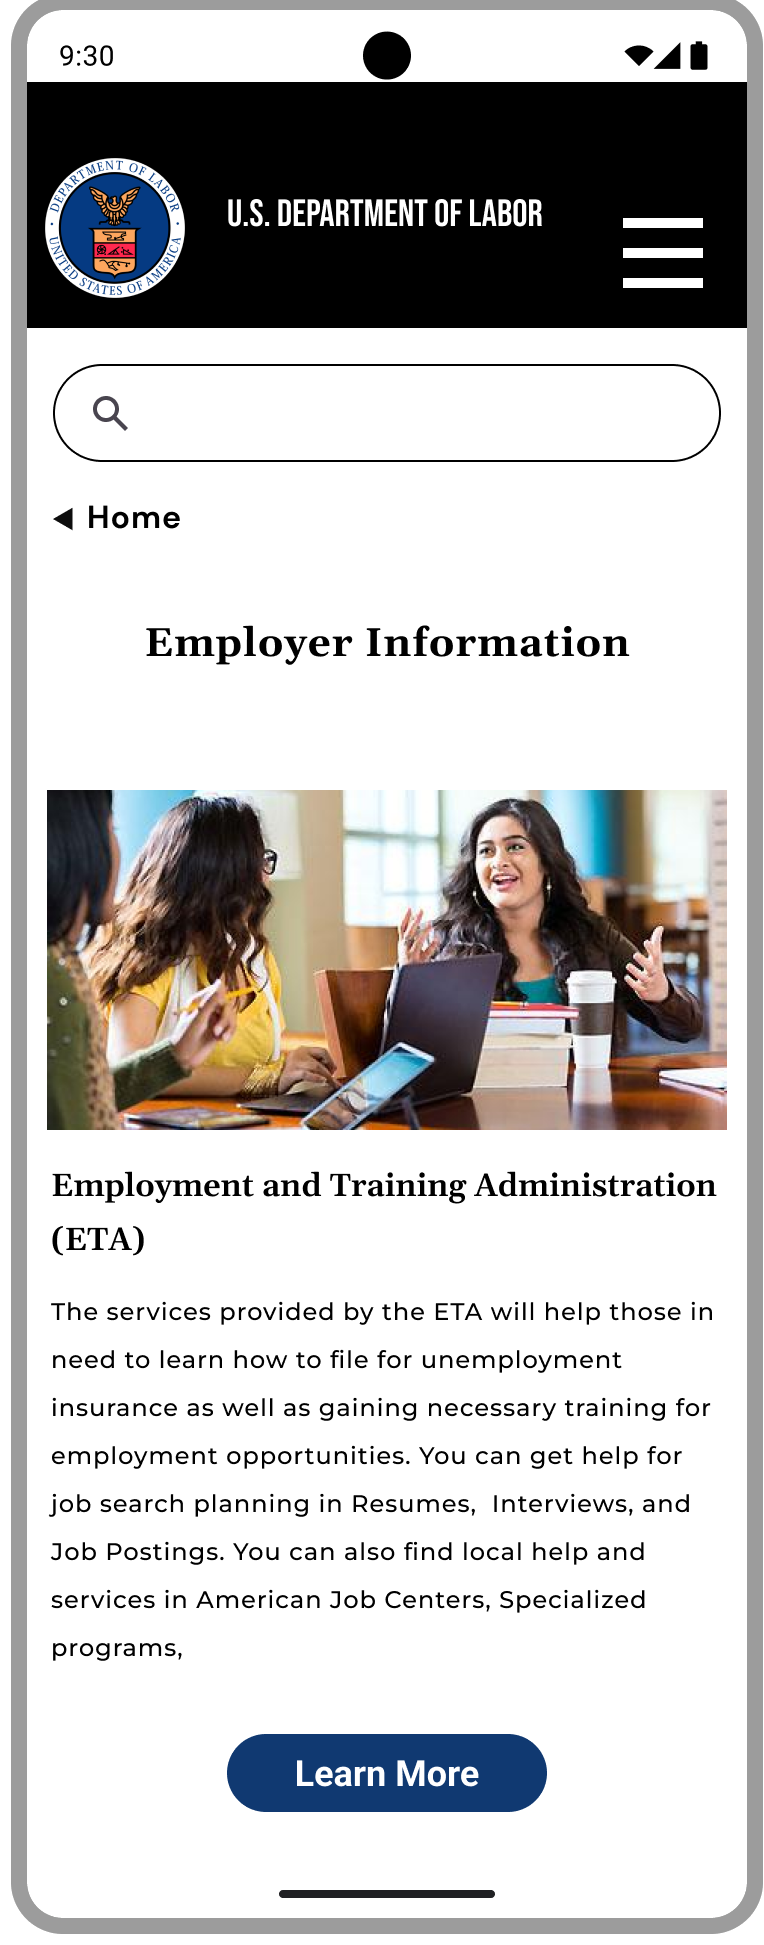 9:30
DEPARTMENT OF LABOR
UNITED STATES OF AMERICA
U.S. DEPARTMENT OF LABOR
Home
Employer Information
Employment and Training Administration
(ETA)
The services provided by the ETA will help those in
need to learn how to file for unemployment
insurance as well as gaining necessary training for
employment opportunities. You can get help for
job search planning in Resumes,  Interviews, and
Job Postings. You can also find local help and
services in American Job Centers, Specialized
programs,
Learn More